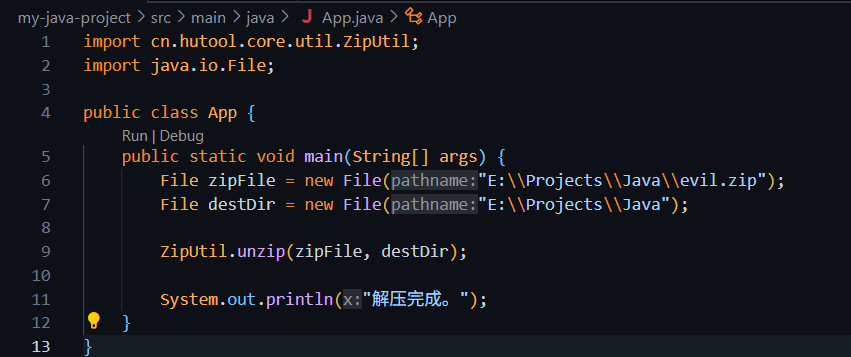 my-java-project > src > main > java > J App.java > App
1 import cn.hutool.core.util.ZipUtil;
2 import java.io.File;
3
4 public class App {
Run | Debug
5 public static void main(String[] args) {
6 File zipFile = new File(pathname:"E:\\Projects\\Java\\evil.zip");
7 File destDir = new File(pathname:"E:\\Projects\\Java");
8
9 ZipUtil.unzip(zipFile, destDir);
10
11 System.out.println(x:"解压完成。");
12 }
13 }